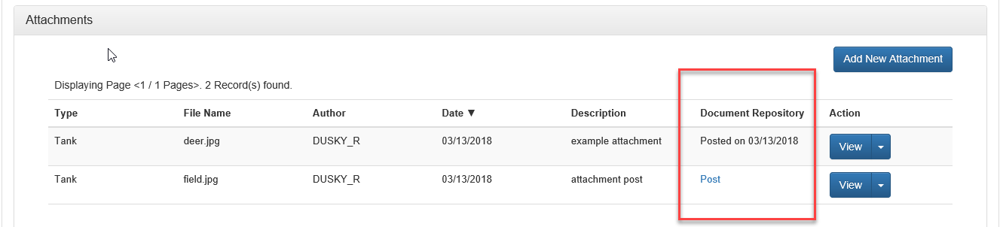 Attachments
Add New Attachment
Displaying Page <1 / 1 Pages>. 2 Record(s) found.
Type File Name Author Date ▼ Description Document Repository Action
Tank deer.jpg DUSKY_R 03/13/2018 example attachment Posted on 03/13/2018 View
Tank field.jpg DUSKY_R 03/13/2018 attachment post Post View